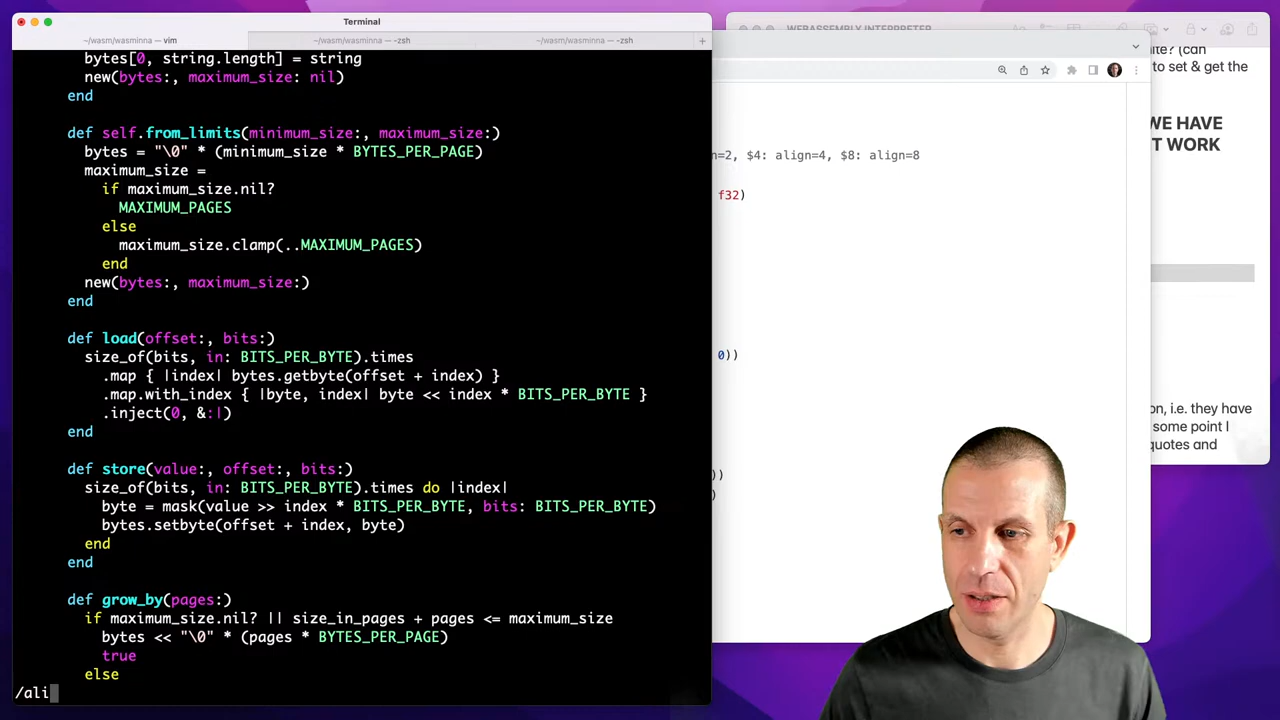 Terminal
~/wasm/wasminna — vim
~/wasm/wasminna — -zsh
~/wasm/wasminna — -zsh
+
bytes[0, string.length] = string
new(bytes:, maximum_size: nil)
end
def self.from_limits(minimum_size:, maximum_size:)
bytes = "\0" * (minimum_size * BYTES_PER_PAGE)
maximum_size =
if maximum_size.nil?
MAXIMUM_PAGES
else
maximum_size.clamp(..MAXIMUM_PAGES)
end
new(bytes:, maximum_size:)
end
def load(offset:, bits:)
size_of(bits, in: BITS_PER_BYTE).times
.map { |index| bytes.getbyte(offset + index) }
.map.with_index { |byte, index| byte << index * BITS_PER_BYTE }
.inject(0, &:|)
end
def store(value:, offset:, bits:)
size_of(bits, in: BITS_PER_BYTE).times do |index|
byte = mask(value >> index * BITS_PER_BYTE, bits: BITS_PER_BYTE)
bytes.setbyte(offset + index, byte)
end
end
def grow_by(pages:)
if maximum_size.nil? || size_in_pages + pages <= maximum_size
bytes << "\0" * (pages * BYTES_PER_PAGE)
true
else
/ali
WEBASSEMBLY INTERPRETER
n=2, $4: align=4, $8: align=8
f32)
0))
))
)
ite? (can
to set & get the
WE HAVE
T WORK
on, i.e. they have
some point I
quotes and